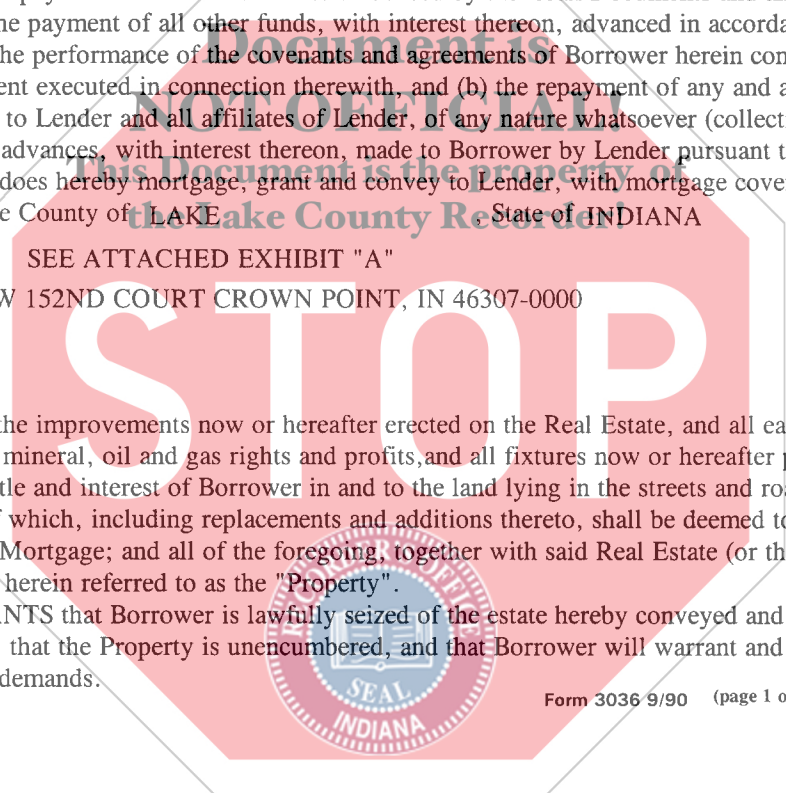 he payment of all other funds, with interest thereon, advanced in accorda
Document is
he performance of the covenants and agreements of Borrower herein con
ent executed in connection therewith, and (b) the repayment of any and a
NOT OFFICIAL!
to Lender and all affiliates of Lender, of any nature whatsoever (collecti
advances, with interest thereon, made to Borrower by Lender pursuant t
This Document is the property of
does hereby mortgage, grant and convey to Lender, with mortgage cover
e County of LAKE , State of INDIANA
the Lake County Recorder!
SEE ATTACHED EXHIBIT "A"
W 152ND COURT CROWN POINT, IN 46307-0000
STOP
the improvements now or hereafter erected on the Real Estate, and all ea
mineral, oil and gas rights and profits,and all fixtures now or hereafter p
tle and interest of Borrower in and to the land lying in the streets and roa
f which, including replacements and additions thereto, shall be deemed to
Mortgage; and all of the foregoing, together with said Real Estate (or th
herein referred to as the "Property".
NTS that Borrower is lawfully seized of the estate hereby conveyed and
that the Property is unencumbered, and that Borrower will warrant and
demands.
RECORDER'S OFFICE
SEAL
INDIANA
Form 3036 9/90 (page 1 o